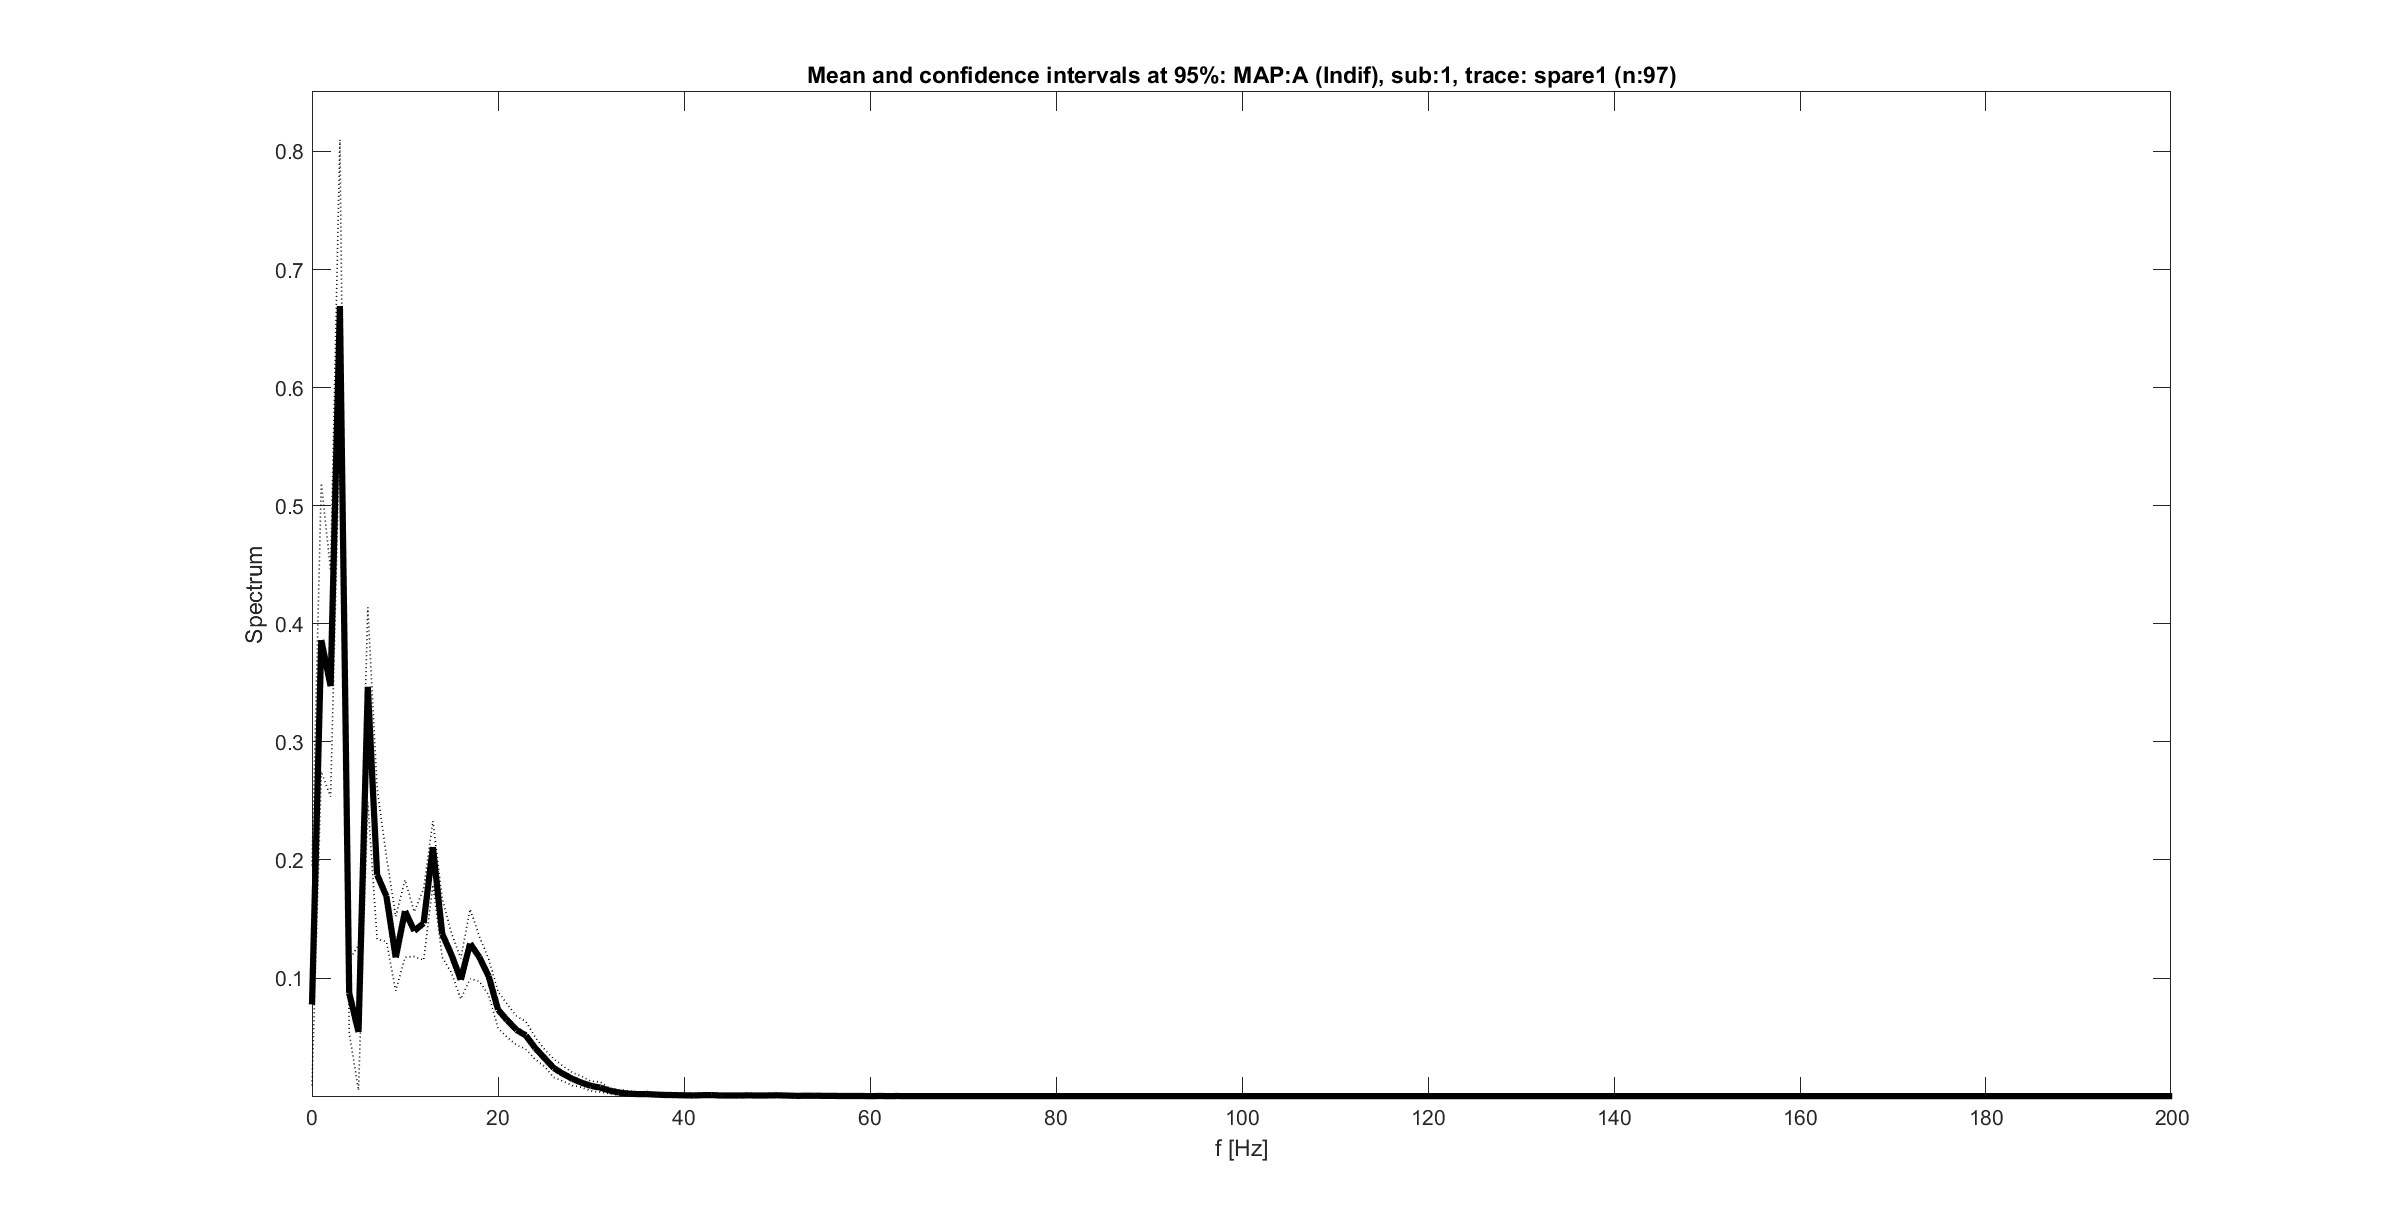 Mean and confidence intervals at 95%: MAP:A (Indif), sub:1, trace: spare1 (n:97)
0.8
0.7
0.6
0.5
0.4
0.3
0.2
0.1
Spectrum
0 20 40 60 80 100 120 140 160 180 200
f [Hz]